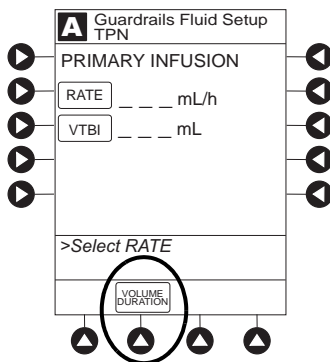 A Guardrails Fluid Setup
TPN
PRIMARY INFUSION
RATE _ _ _ mL/h
VTBI _ _ _ mL
>Select RATE
VOLUME
DURATION